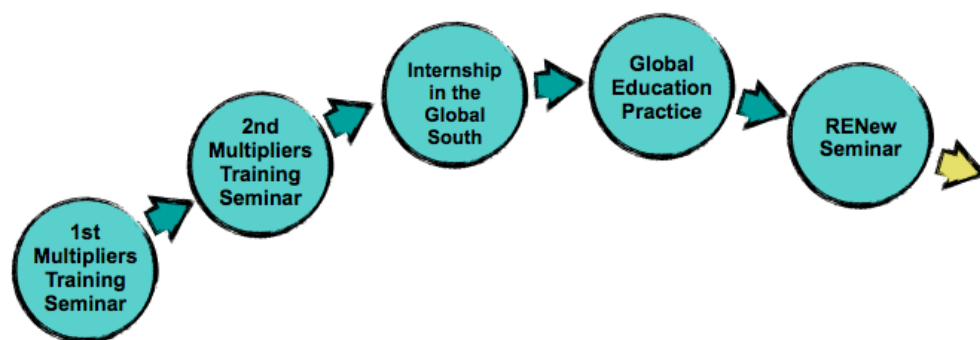 1st
Multipliers
Training
Seminar
2nd
Multipliers
Training
Seminar
Internship
in the
Global
South
Global
Education
Practice
RENew
Seminar